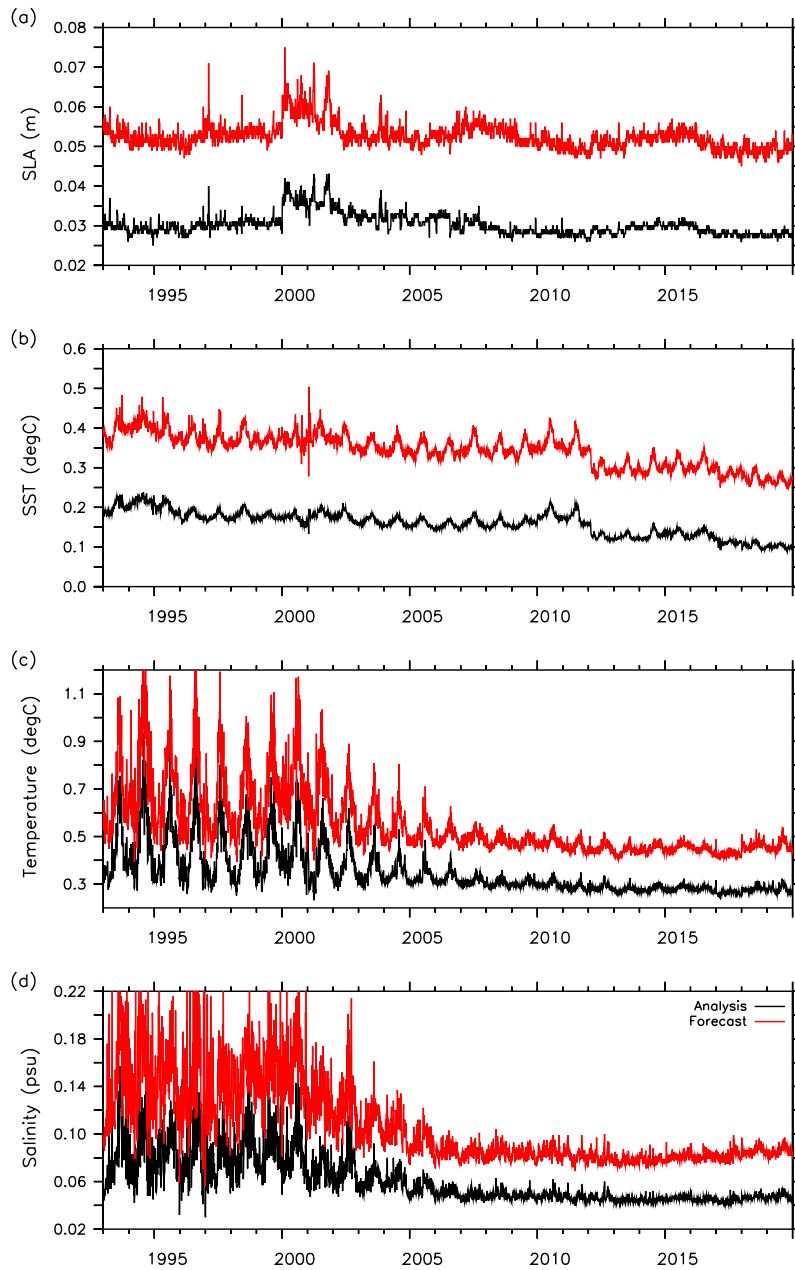 (a)
0.08
0.07
0.06
0.05
0.04
0.03
0.02
SLA (m)
1995 2000 2005 2010 2015
(b)
0.6
0.5
0.4
0.3
0.2
0.1
0.0
SST (degC)
1995 2000 2005 2010 2015
(c)
1.1
0.9
0.7
0.5
0.3
Temperature (degC)
1995 2000 2005 2010 2015
(d)
0.22
0.18
0.14
0.10
0.06
0.02
Salinity (psu)
Analysis
Forecast
1995 2000 2005 2010 2015